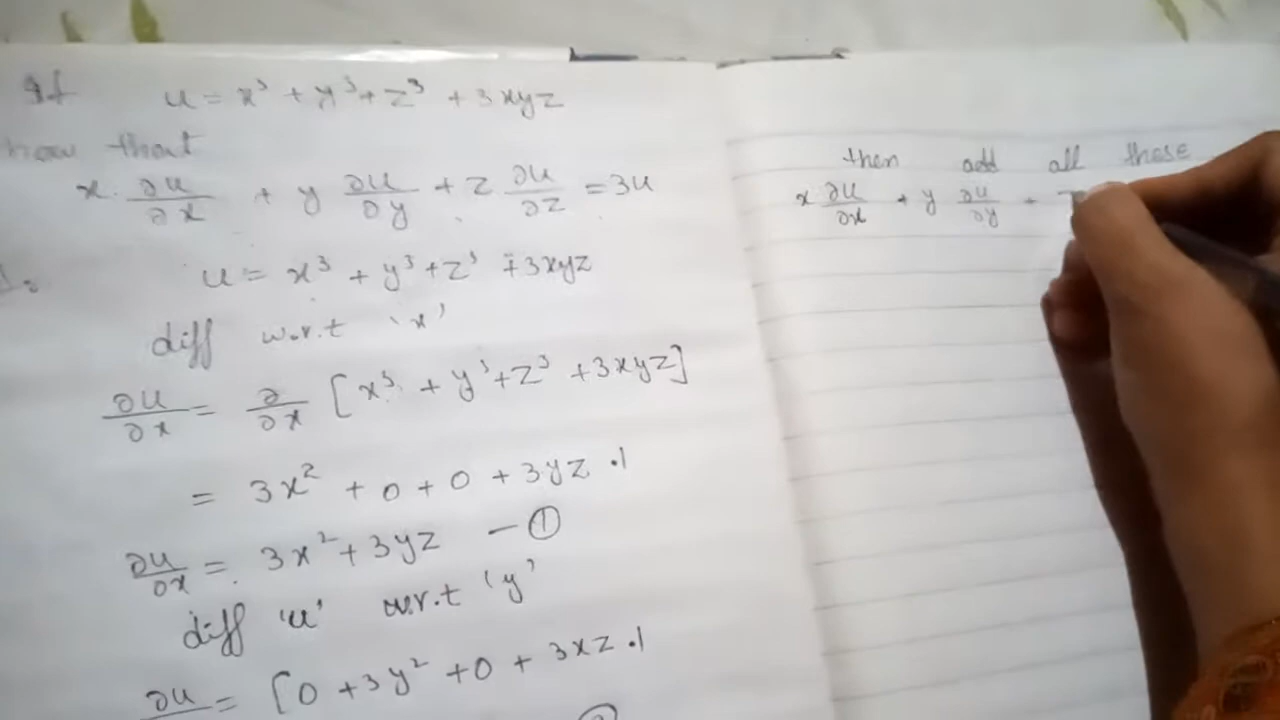 If u = x³ + y³ + z³ + 3xyz
how that
x. ∂u/∂x + y ∂u/∂y + z ∂u/∂z = 3u
u = x³ + y³ + z³ + 3xyz
diff w.r.t 'x'
∂u/∂x = ∂/∂x [x³ + y³ + z³ + 3xyz]
= 3x² + 0 + 0 + 3yz .1
∂u/∂x = 3x² + 3yz — ①
diff 'u' w.r.t 'y'
∂u = [0 + 3y² + 0 + 3xz .1
then add all these
x ∂u/∂x + y ∂u/∂y +